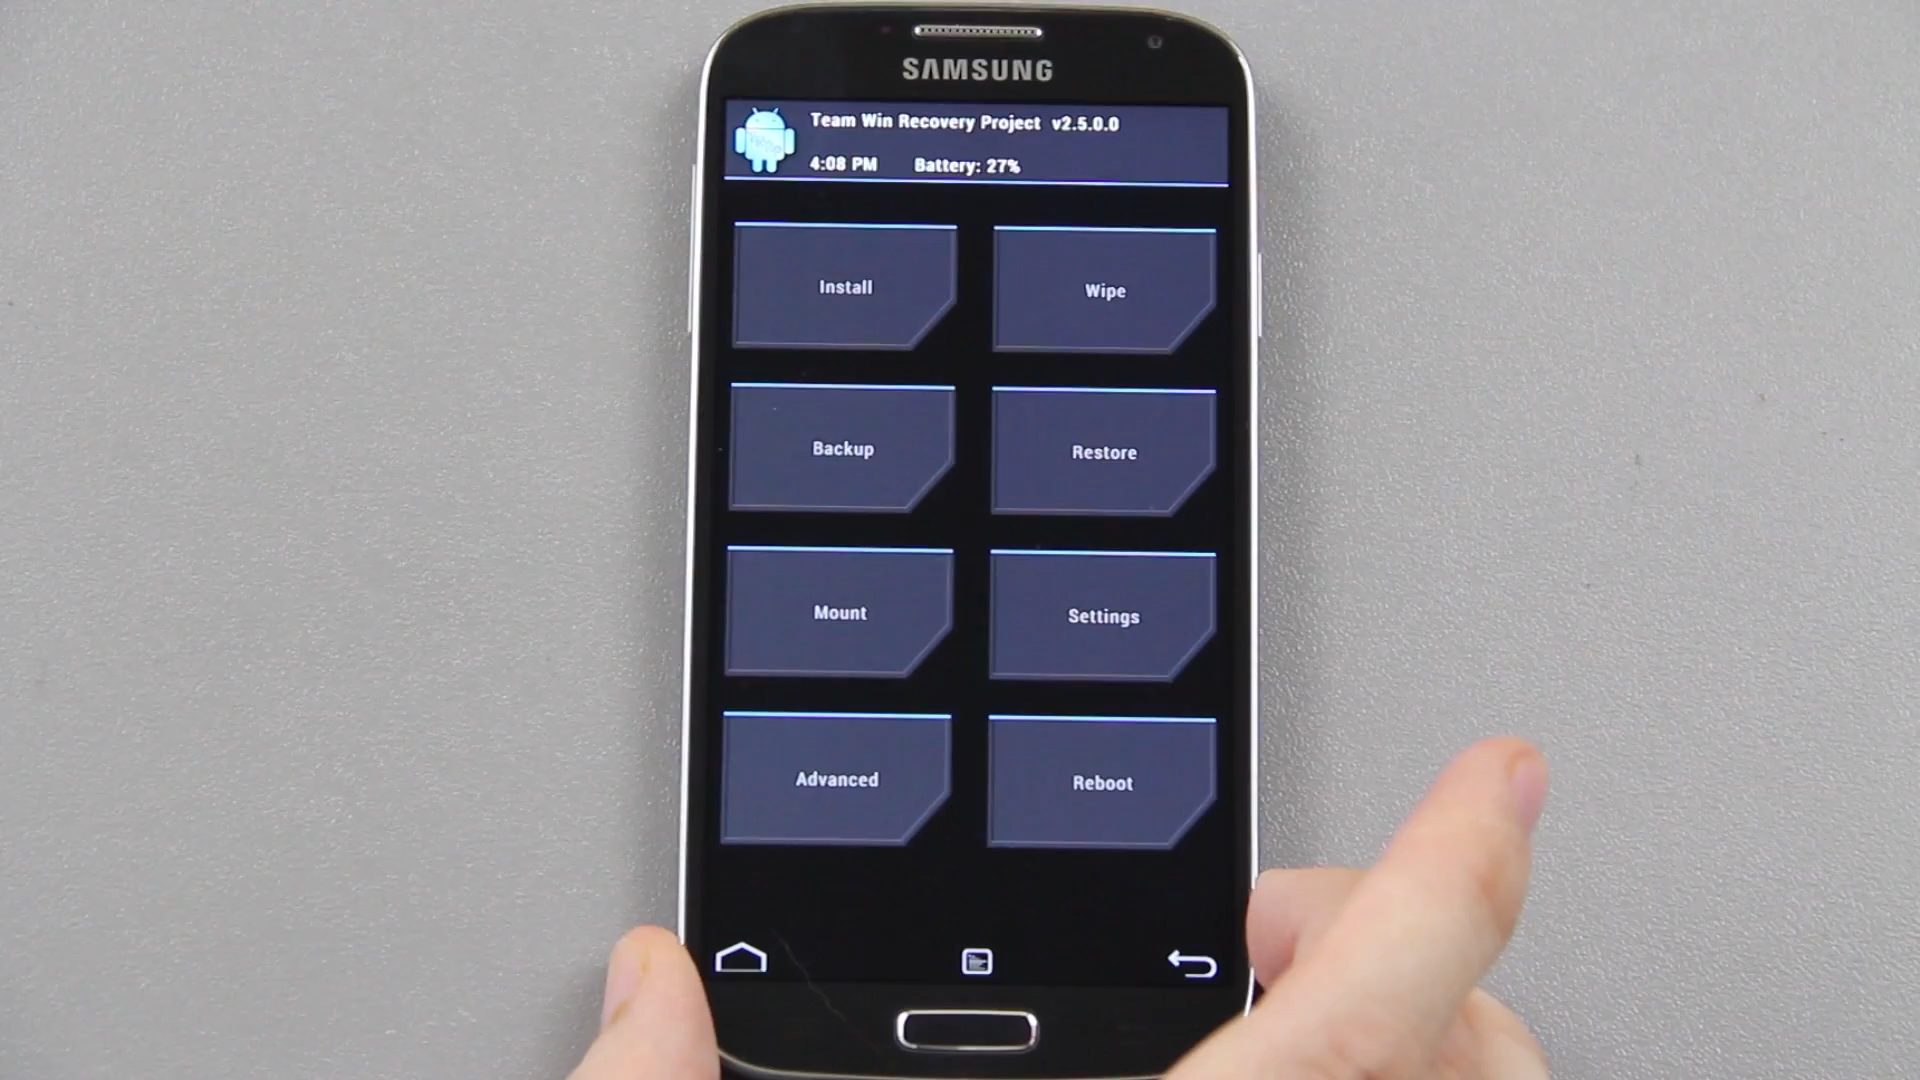 SAMSUNG
Team Win Recovery Project v2.5.0.0
4:08 PM Battery: 27%
Install
Wipe
Backup
Restore
Mount
Settings
Advanced
Reboot